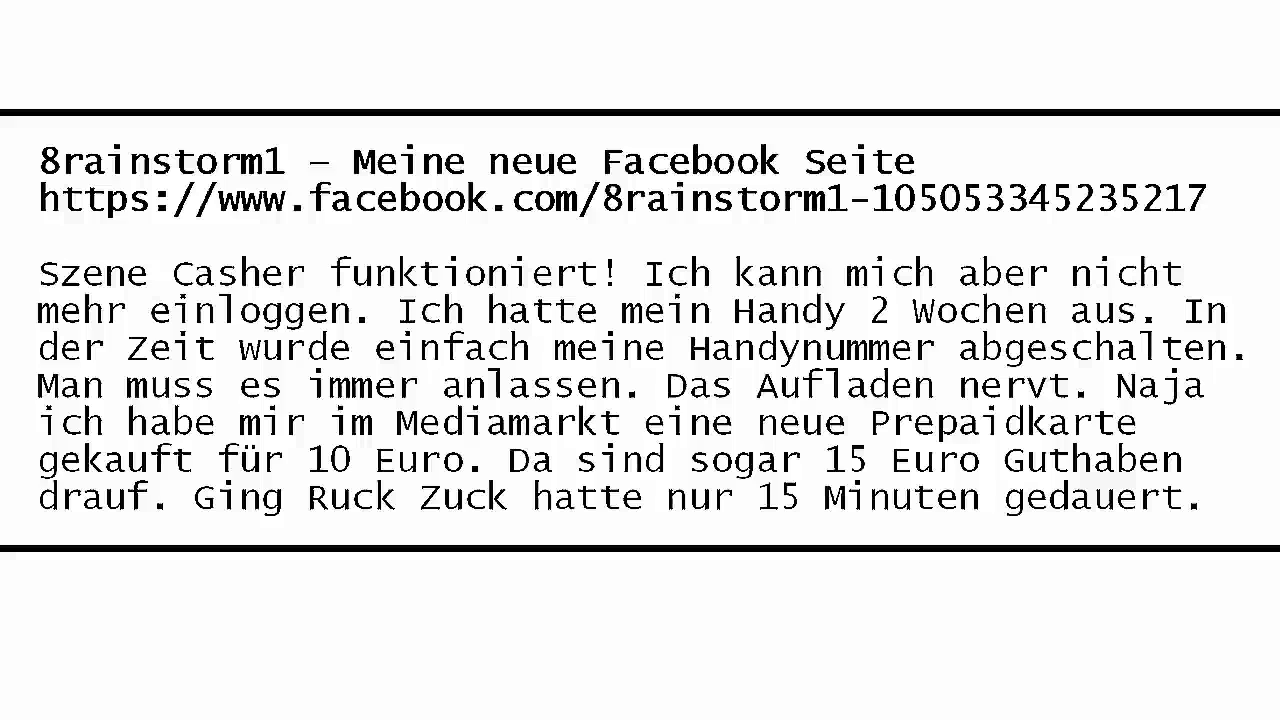 8rainstorm1 – Meine neue Facebook Seite
https://www.facebook.com/8rainstorm1-105053345235217
Szene Casher funktioniert! Ich kann mich aber nicht
mehr einloggen. Ich hatte mein Handy 2 Wochen aus. In
der Zeit wurde einfach meine Handynummer abgeschalten.
Man muss es immer anlassen. Das Aufladen nervt. Naja
ich habe mir im Mediamarkt eine neue Prepaidkarte
gekauft für 10 Euro. Da sind sogar 15 Euro Guthaben
drauf. Ging Ruck Zuck hatte nur 15 Minuten gedauert.